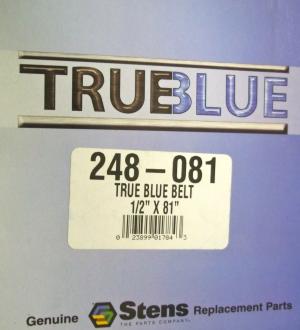 TRUEBLUE
248-081
TRUE BLUE BELT
1/2" X 81"
0 23899 01784 3
Genuine Stens Replacement Parts
THE PARTS COMPANY